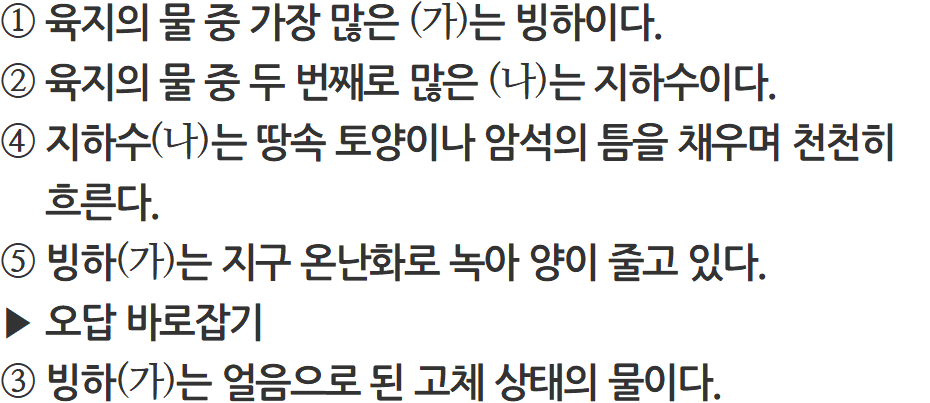 ① 육지의 물 중 가장 많은 (가)는 빙하이다.
② 육지의 물 중 두 번째로 많은 (나)는 지하수이다.
④ 지하수(나)는 땅속 토양이나 암석의 틈을 채우며 천천히
흐른다.
⑤ 빙하(가)는 지구 온난화로 녹아 양이 줄고 있다.
▶ 오답 바로잡기
③ 빙하(가)는 얼음으로 된 고체 상태의 물이다.